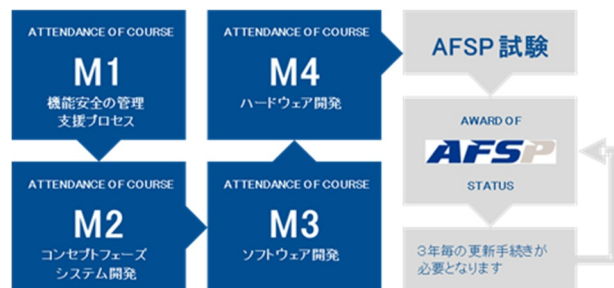 ATTENDANCE OF COURSE
M1
機能安全の管理
支援プロセス
ATTENDANCE OF COURSE
M2
コンセプトフェーズ
システム開発
ATTENDANCE OF COURSE
M3
ソフトウェア開発
ATTENDANCE OF COURSE
M4
ハードウェア開発
AFSP 試験
AWARD OF
AFSP
STATUS
3年毎の更新手続きが
必要となります